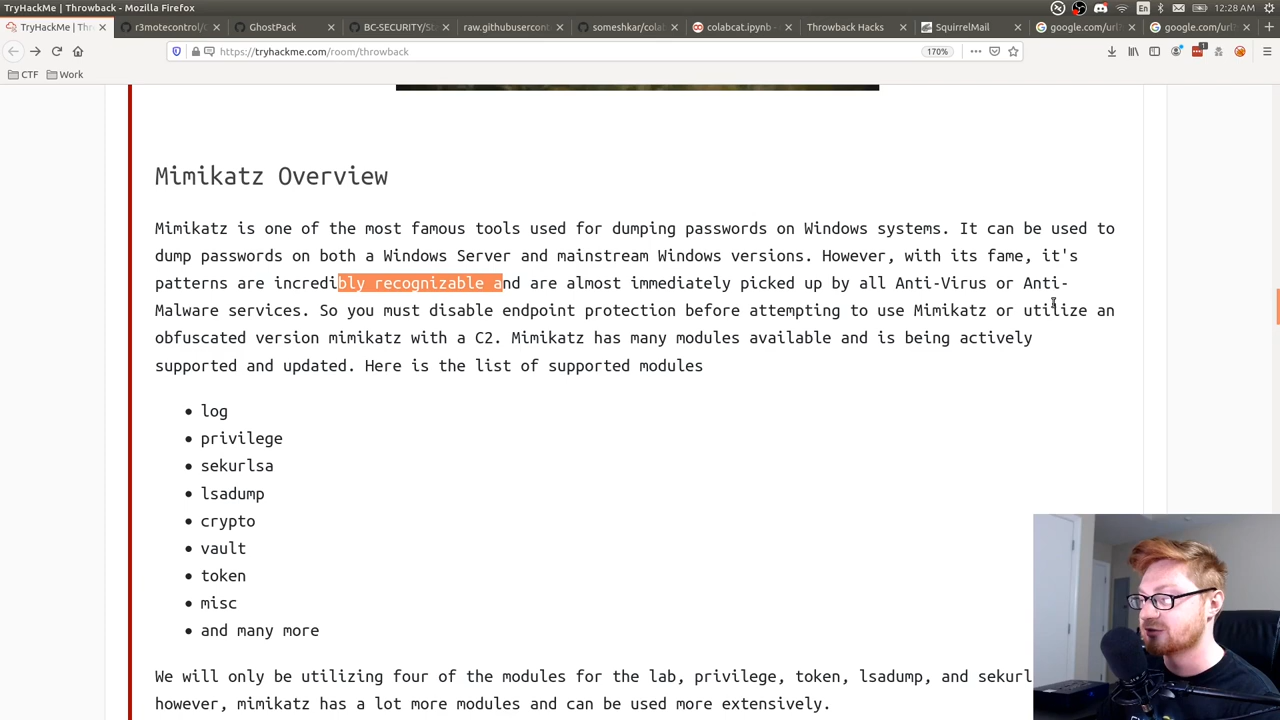 TryHackMe | Throwback - Mozilla Firefox
En
12:28 AM
TryHackMe | Thr
r3motecontrol/
GhostPack
BC-SECURITY/St
raw.githubusercont
someshkar/colab
colabcat.ipynb -
Throwback Hacks
SquirrelMail
google.com/url?
google.com/url?
https://tryhackme.com/room/throwback
170%
CTF
Work
Mimikatz Overview
Mimikatz is one of the most famous tools used for dumping passwords on Windows systems. It can be used to
dump passwords on both a Windows Server and mainstream Windows versions. However, with its fame, it's
patterns are incredibly recognizable and are almost immediately picked up by all Anti-Virus or Anti-
Malware services. So you must disable endpoint protection before attempting to use Mimikatz or utilize an
obfuscated version mimikatz with a C2. Mimikatz has many modules available and is being actively
supported and updated. Here is the list of supported modules
• log
• privilege
• sekurlsa
• lsadump
• crypto
• vault
• token
• misc
• and many more
We will only be utilizing four of the modules for the lab, privilege, token, lsadump, and sekurl
however, mimikatz has a lot more modules and can be used more extensively.